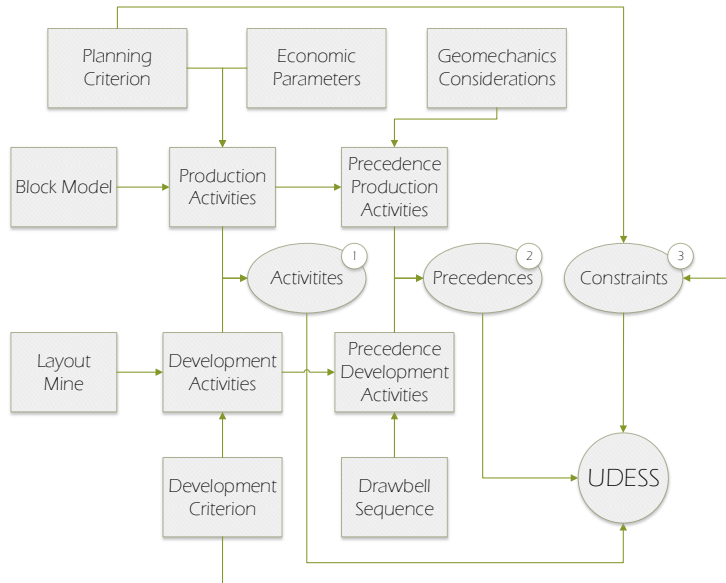 Planning
Criterion
Economic
Parameters
Geomechanics
Considerations
Block Model
Production
Activities
Precedence
Production
Activities
1
Activitites
2
Precedences
3
Constraints
Layout
Mine
Development
Activities
Precedence
Development
Activities
Development
Criterion
Drawbell
Sequence
UDESS